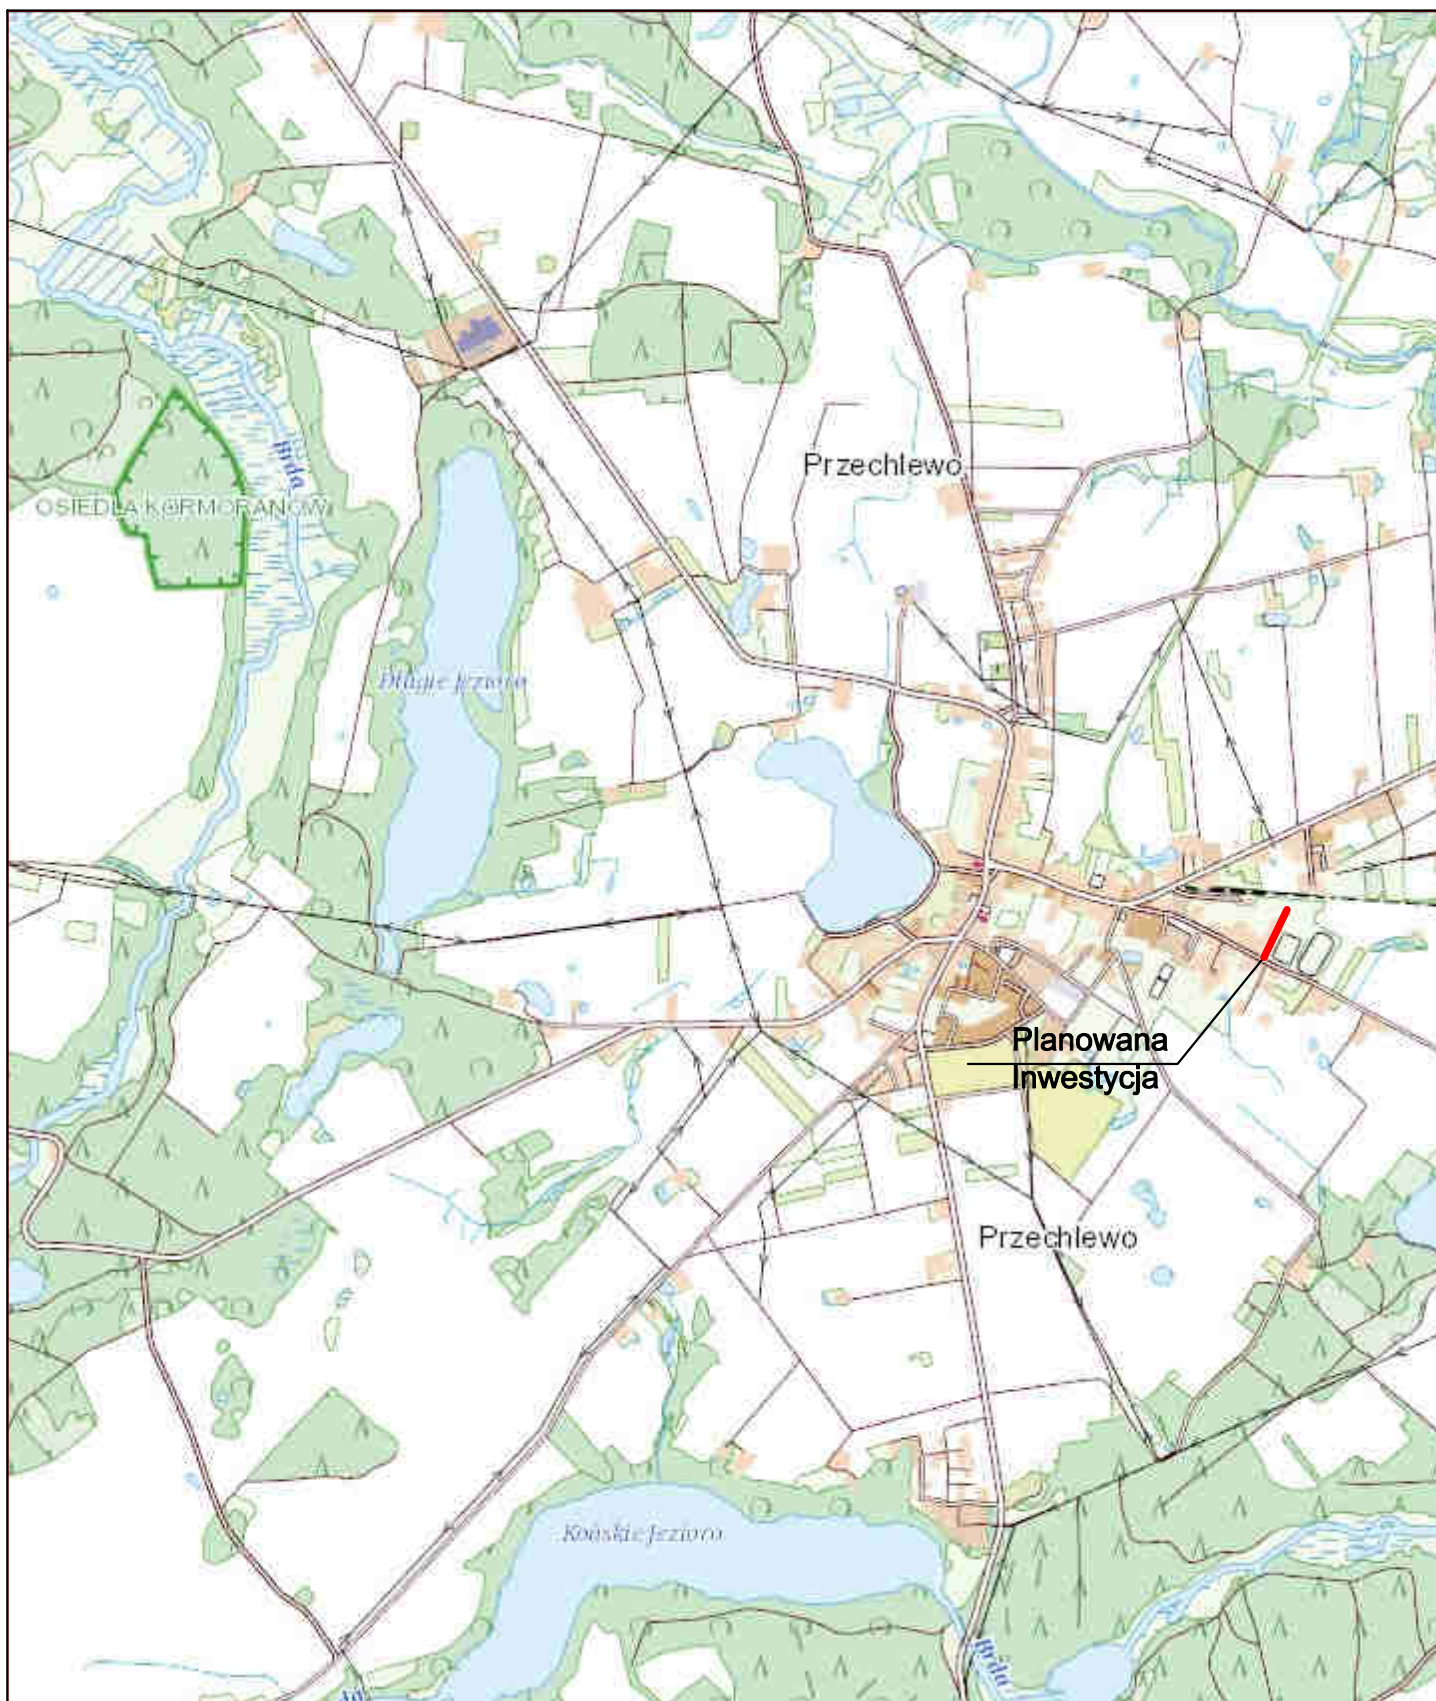 Przechlewo
Brda
OSIEDLA KORMORANÓW
Długie Jezioro
Planowana
Inwestycja
Przechlewo
Końskie Jezioro
Brda